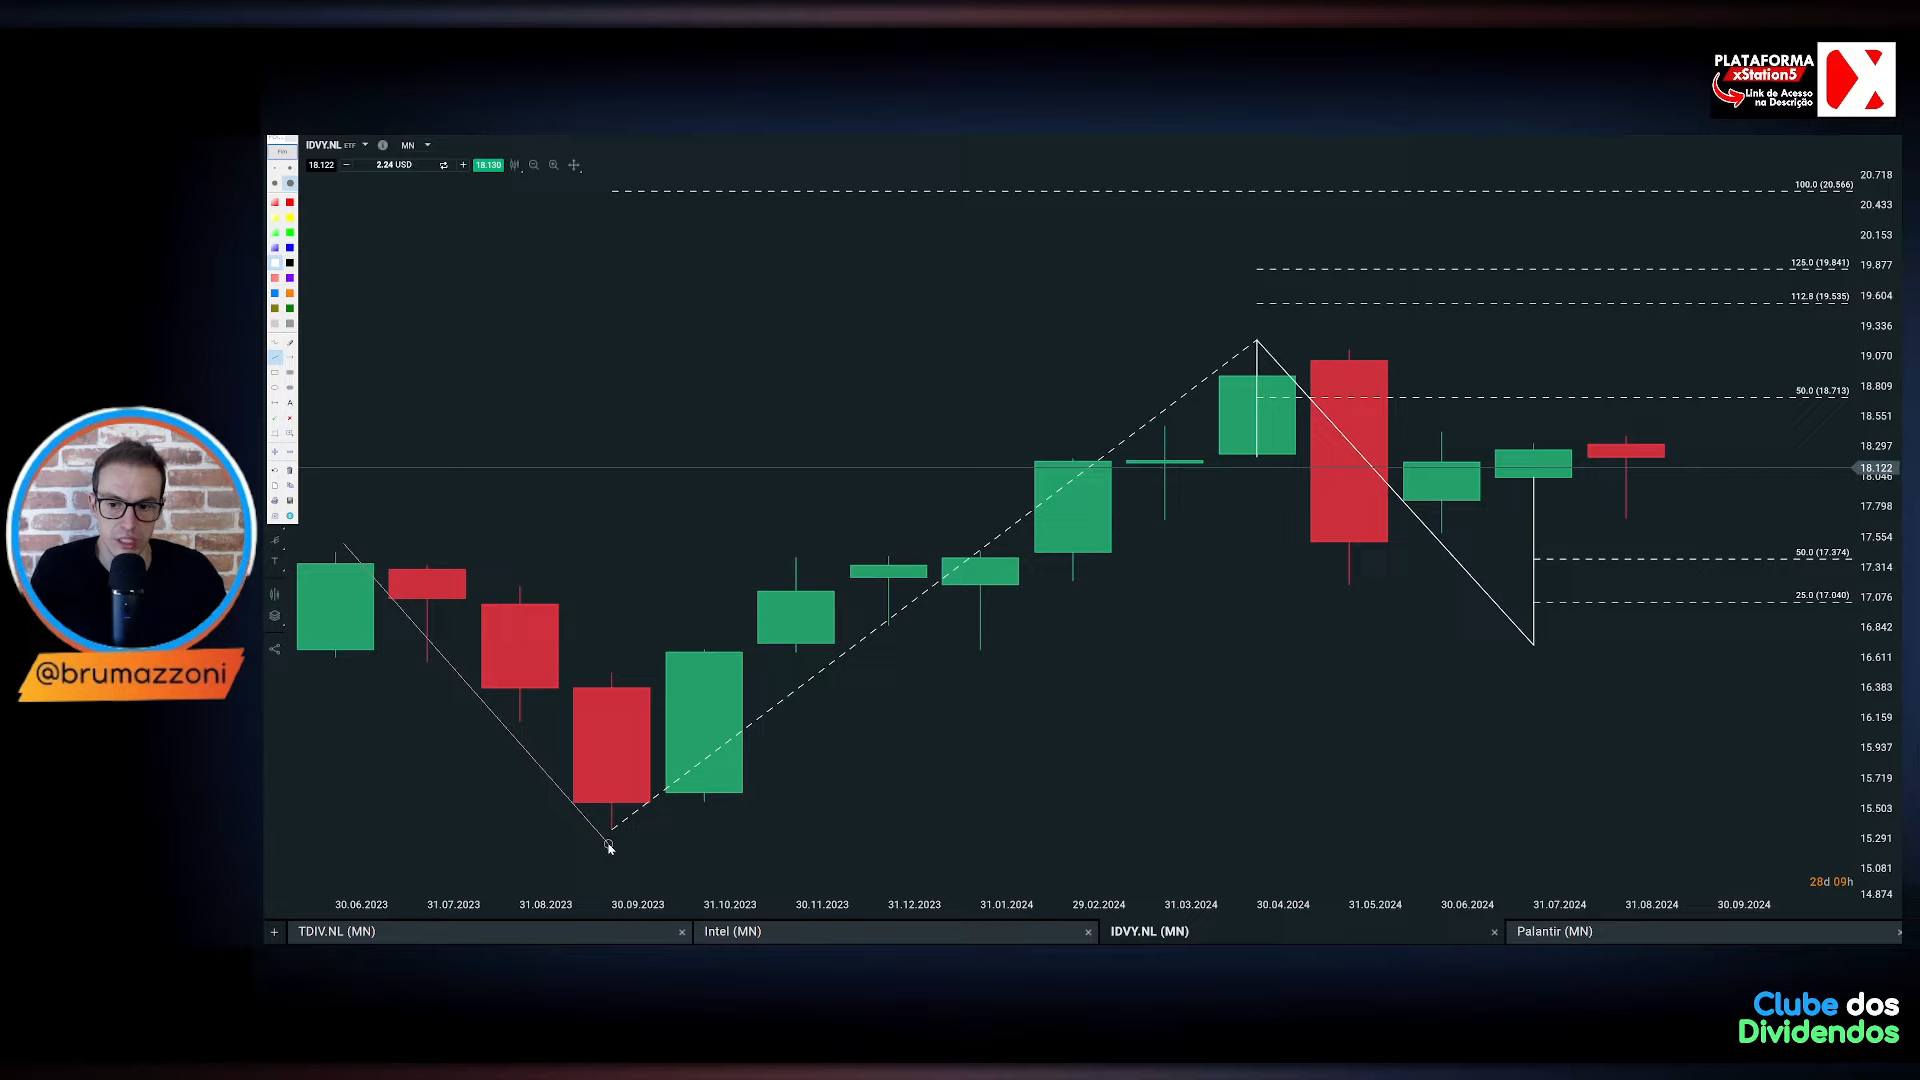 PLATAFORMA
xStation5
Link de Acesso
na Descrição
IDVY.NL ETF MN
18.122 2.24 USD 18.130
Fim
T
A
100.0 (20.566)
125.0 (19.841)
112.8 (19.535)
50.0 (18.713)
50.0 (17.374)
25.0 (17.040)
20.718
20.433
20.153
19.877
19.604
19.336
19.070
18.809
18.551
18.297
18.122
18.046
17.798
17.554
17.314
17.076
16.842
16.611
16.383
16.159
15.937
15.719
15.503
15.291
15.081
14.874
28d 09h
@brumazzoni
30.06.2023 31.07.2023 31.08.2023 30.09.2023 31.10.2023 30.11.2023 31.12.2023 31.01.2024 29.02.2024 31.03.2024 30.04.2024 31.05.2024 30.06.2024 31.07.2024 31.08.2024 30.09.2024
TDIV.NL (MN) Intel (MN) IDVY.NL (MN) Palantir (MN)
Clube dos
Dividendos